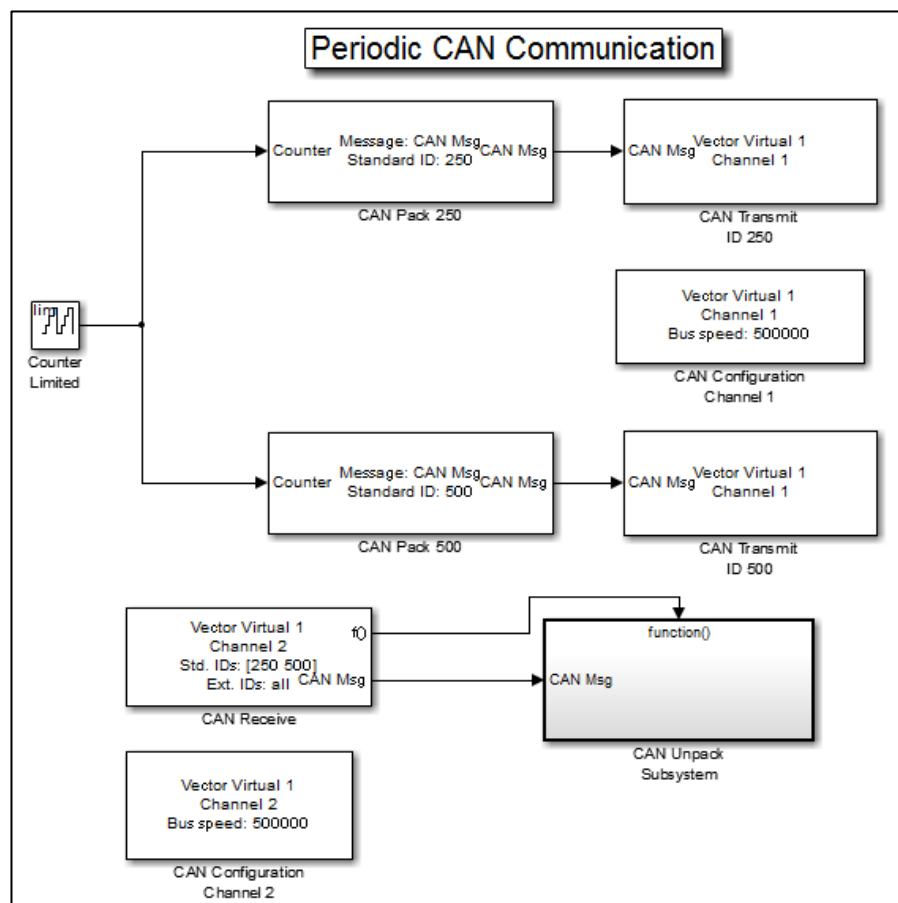 Periodic CAN Communication
Counter
Message: CAN Msg
Standard ID: 250
CAN Msg
CAN Pack 250
CAN Msg
Vector Virtual 1
Channel 1
CAN Transmit
ID 250
Vector Virtual 1
Channel 1
Bus speed: 500000
CAN Configuration
Channel 1
lim
Counter
Limited
Counter
Message: CAN Msg
Standard ID: 500
CAN Msg
CAN Pack 500
CAN Msg
Vector Virtual 1
Channel 1
CAN Transmit
ID 500
Vector Virtual 1
Channel 2
Std. IDs: [250 500]
Ext. IDs: all
f()
CAN Msg
CAN Receive
function()
CAN Msg
CAN Unpack
Subsystem
Vector Virtual 1
Channel 2
Bus speed: 500000
CAN Configuration
Channel 2